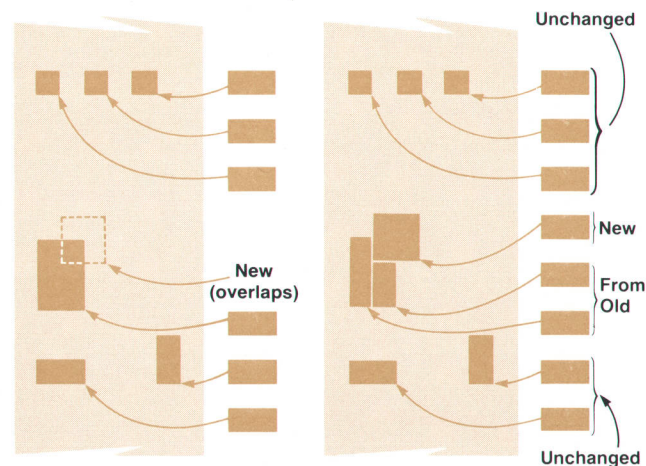 Unchanged
New
New
(overlaps)
From
Old
Unchanged